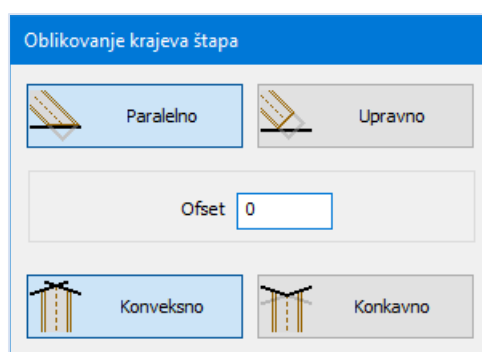 Oblikovanje krajeva štapa
Paralelno
Upravno
Ofset 0
Konveksno
Konkavno